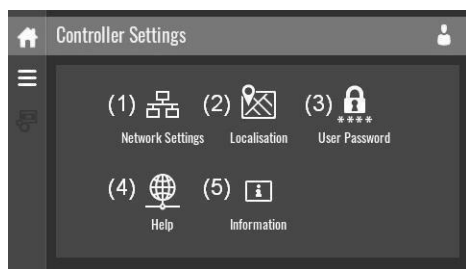 Controller Settings
(1) (2) (3)
****
Network Settings Localisation User Password
(4) (5) i
Help Information